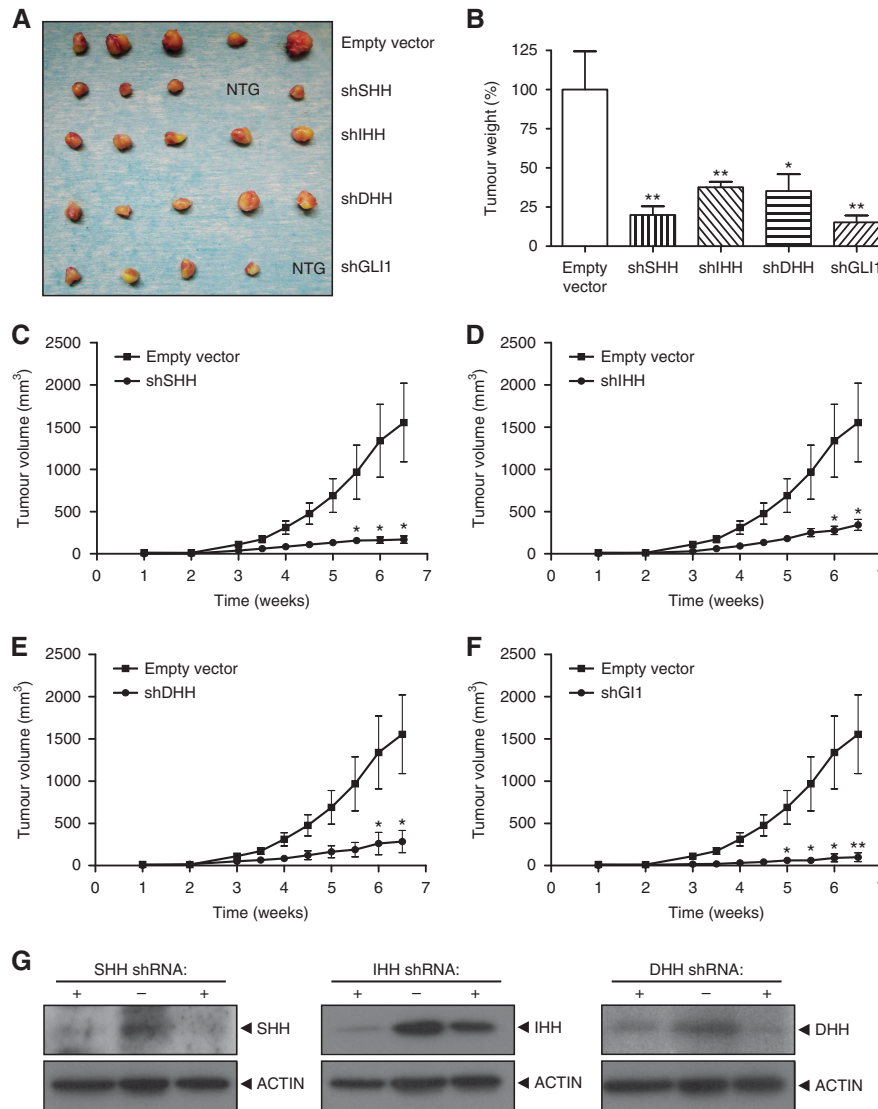 A
Empty vector
shSHH
NTG
shIHH
shDHH
NTG
shGLI1
B
Tumour weight (%)
125
100
75
50
25
0
**
**
*
**
Empty vector
shSHH
shIHH
shDHH
shGLI1
C
Tumour volume (mm³)
2500
2000
1500
1000
500
0
Empty vector
shSHH
* * *
0 1 2 3 4 5 6 7
Time (weeks)
D
Tumour volume (mm³)
2500
2000
1500
1000
500
0
Empty vector
shIHH
* *
0 1 2 3 4 5 6 7
Time (weeks)
E
Tumour volume (mm³)
2500
2000
1500
1000
500
0
Empty vector
shDHH
* *
0 1 2 3 4 5 6 7
Time (weeks)
F
Tumour volume (mm³)
2500
2000
1500
1000
500
0
Empty vector
shGl1
* * * **
0 1 2 3 4 5 6 7
Time (weeks)
G
SHH shRNA:
+ – +
SHH
ACTIN
IHH shRNA:
+ – +
IHH
ACTIN
DHH shRNA:
+ – +
DHH
ACTIN